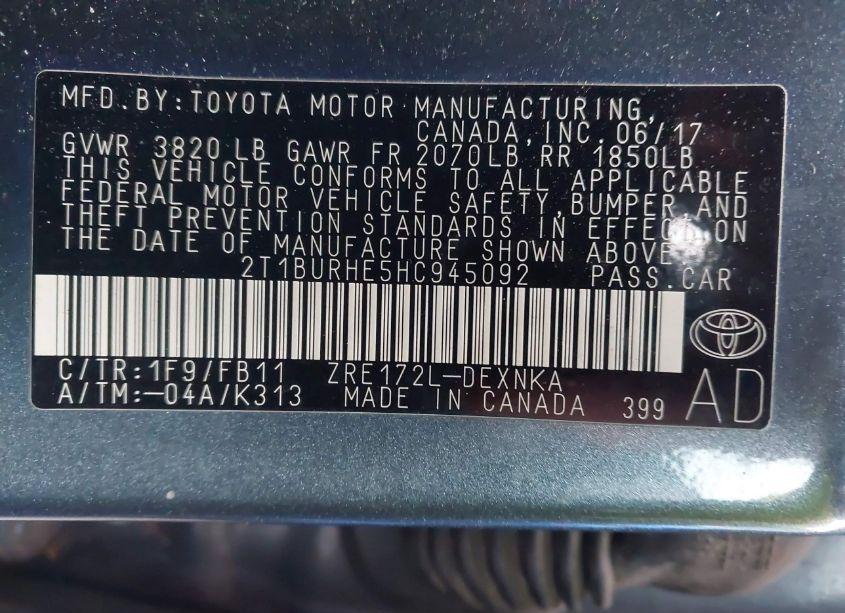 MFD.BY:TOYOTA MOTOR MANUFACTURING,
CANADA,INC. 06/17
GVWR 3820 LB GAWR FR 2070LB RR 1850LB
THIS VEHICLE CONFORMS TO ALL APPLICABLE
FEDERAL MOTOR VEHICLE SAFETY,BUMPER,AND
THEFT PREVENTION STANDARDS IN EFFECT ON
THE DATE OF MANUFACTURE SHOWN ABOVE.
2T1BURHE5HC945092 PASS.CAR
C/TR:1F9/FB11 ZRE172L-DEXNKA
A/TM:-04A/K313 MADE IN CANADA 399 AD